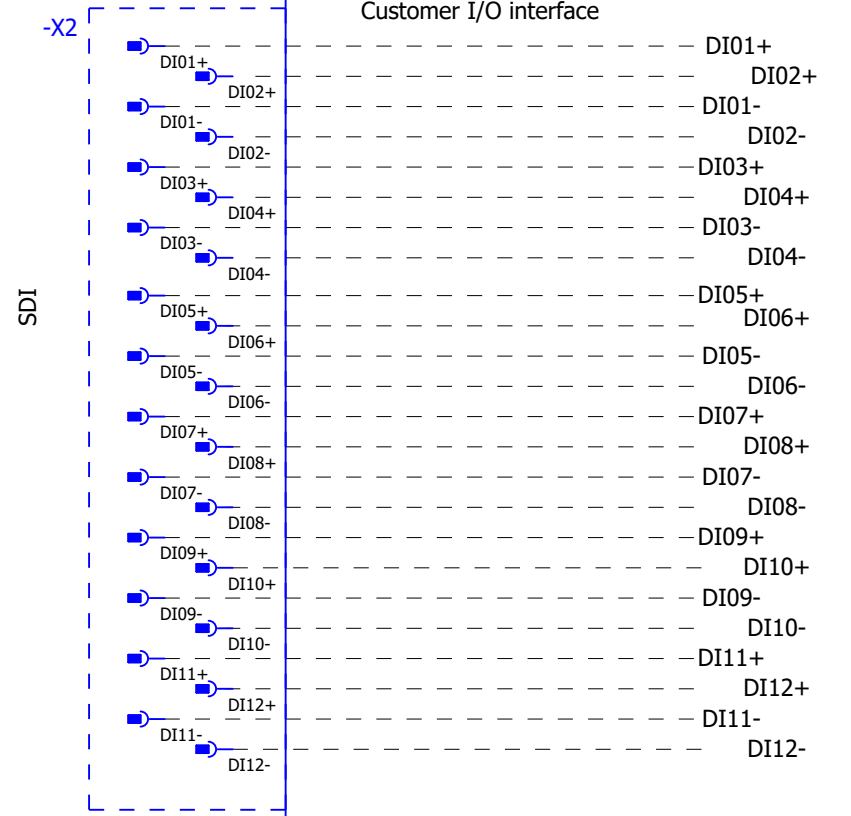 Customer I/O interface
-X2
DI01+
DI01+
DI02+
DI02+
DI01-
DI01-
DI02-
DI02-
DI03+
DI03+
DI04+
DI04+
DI03-
DI03-
DI04-
DI04-
SDI
DI05+
DI05+
DI06+
DI06+
DI05-
DI05-
DI06-
DI06-
DI07+
DI07+
DI08+
DI08+
DI07-
DI07-
DI08-
DI08-
DI09+
DI09+
DI10+
DI10+
DI09-
DI09-
DI10-
DI10-
DI11+
DI11+
DI12+
DI12+
DI11-
DI11-
DI12-
DI12-